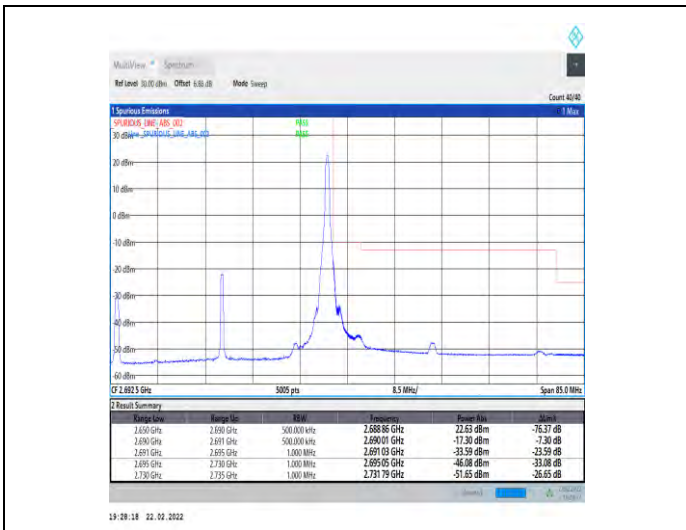 MultiView Spectrum
Ref Level 30.00 dBm Offset 6.98 dB Mode Sweep
Count 40/40
1 Spurious Emissions 1 Max
SPURIOUS_LINE_ABS_002 PASS
Line _SPURIOUS_LINE_ABS_002 PASS
30 dBm
20 dBm
10 dBm
0 dBm
-10 dBm
-20 dBm
-30 dBm
-40 dBm
-50 dBm
-60 dBm
CF 2.6925 GHz 3005 pts 8.5 MHz/ Span 85.0 MHz
2 Result Summary
Range Low Range Up RBW Frequency Power Abs ΔLimit
2.650 GHz 2.690 GHz 500.000 kHz 2.688 86 GHz 22.63 dBm -76.37 dB
2.690 GHz 2.691 GHz 500.000 kHz 2.690 01 GHz -17.30 dBm -7.30 dB
2.691 GHz 2.695 GHz 1.000 MHz 2.691 03 GHz -33.59 dBm -23.59 dB
2.695 GHz 2.730 GHz 1.000 MHz 2.695 05 GHz -46.08 dBm -33.08 dB
2.730 GHz 2.735 GHz 1.000 MHz 2.731 79 GHz -51.65 dBm -26.65 dB
19:28:18 22.02.2022